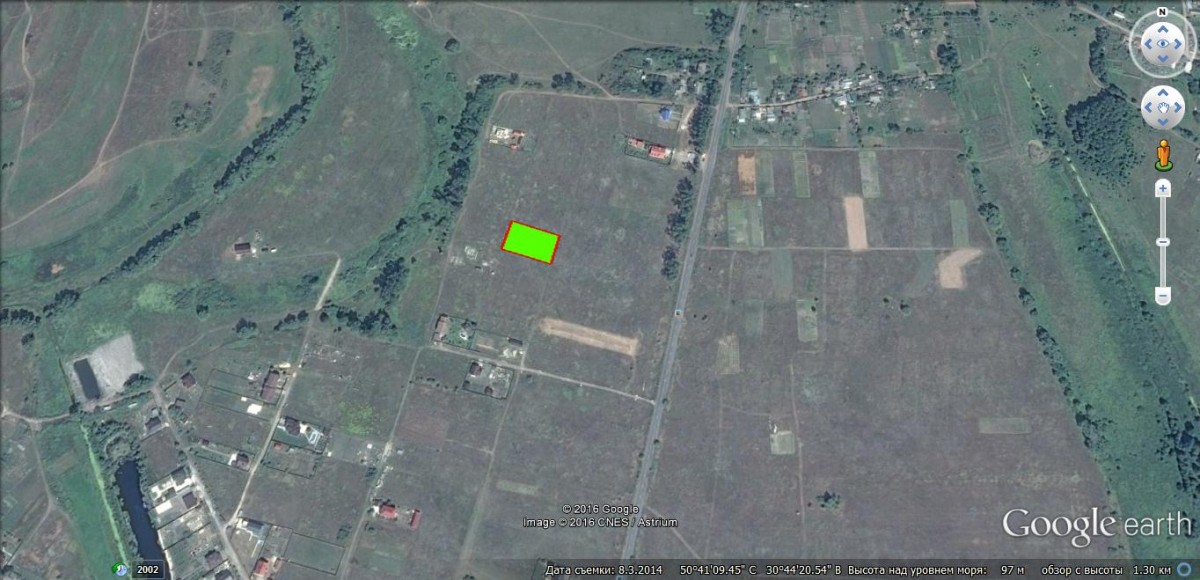 N
© 2016 Google
Image © 2016 CNES / Astrium
Google earth
2002
Дата съемки: 8.3.2014 50°41'09.45" С 30°44'20.54" В Высота над уровнем моря: 97 м обзор с высоты 1.30 км